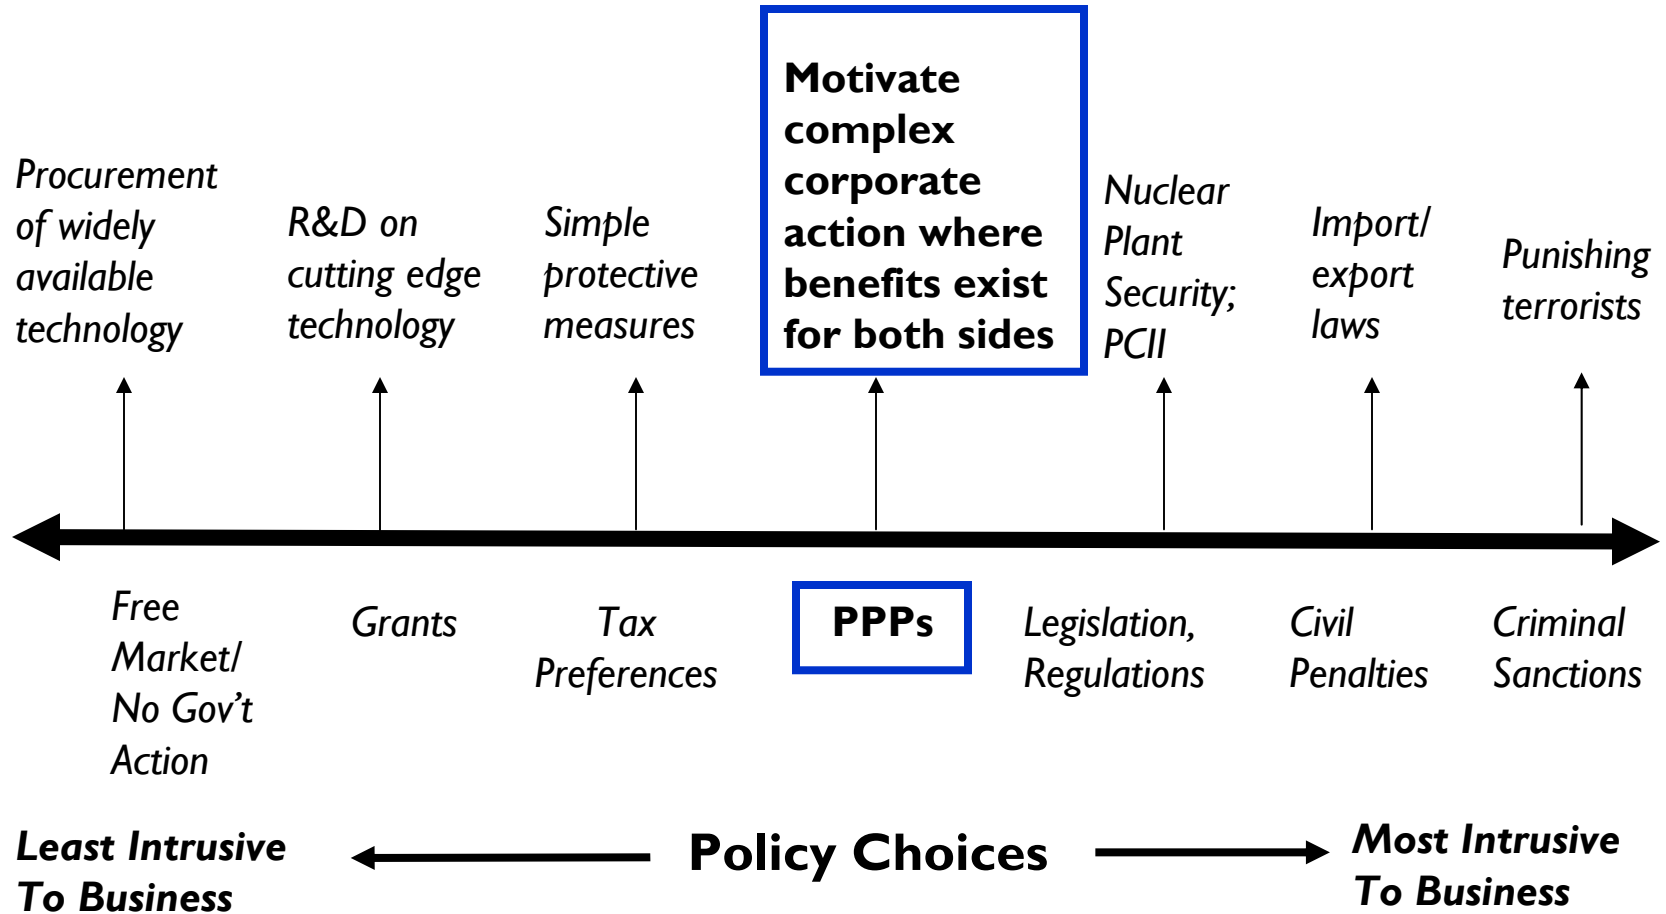 Procurement
of widely
available
technology
R&D on
cutting edge
technology
Simple
protective
measures
Motivate
complex
corporate
action where
benefits exist
for both sides
Nuclear
Plant
Security;
PCII
Import/
export
laws
Punishing
terrorists
Free
Market/
No Gov’t
Action
Grants
Tax
Preferences
PPPs
Legislation,
Regulations
Civil
Penalties
Criminal
Sanctions
Least Intrusive
To Business
Policy Choices
Most Intrusive
To Business